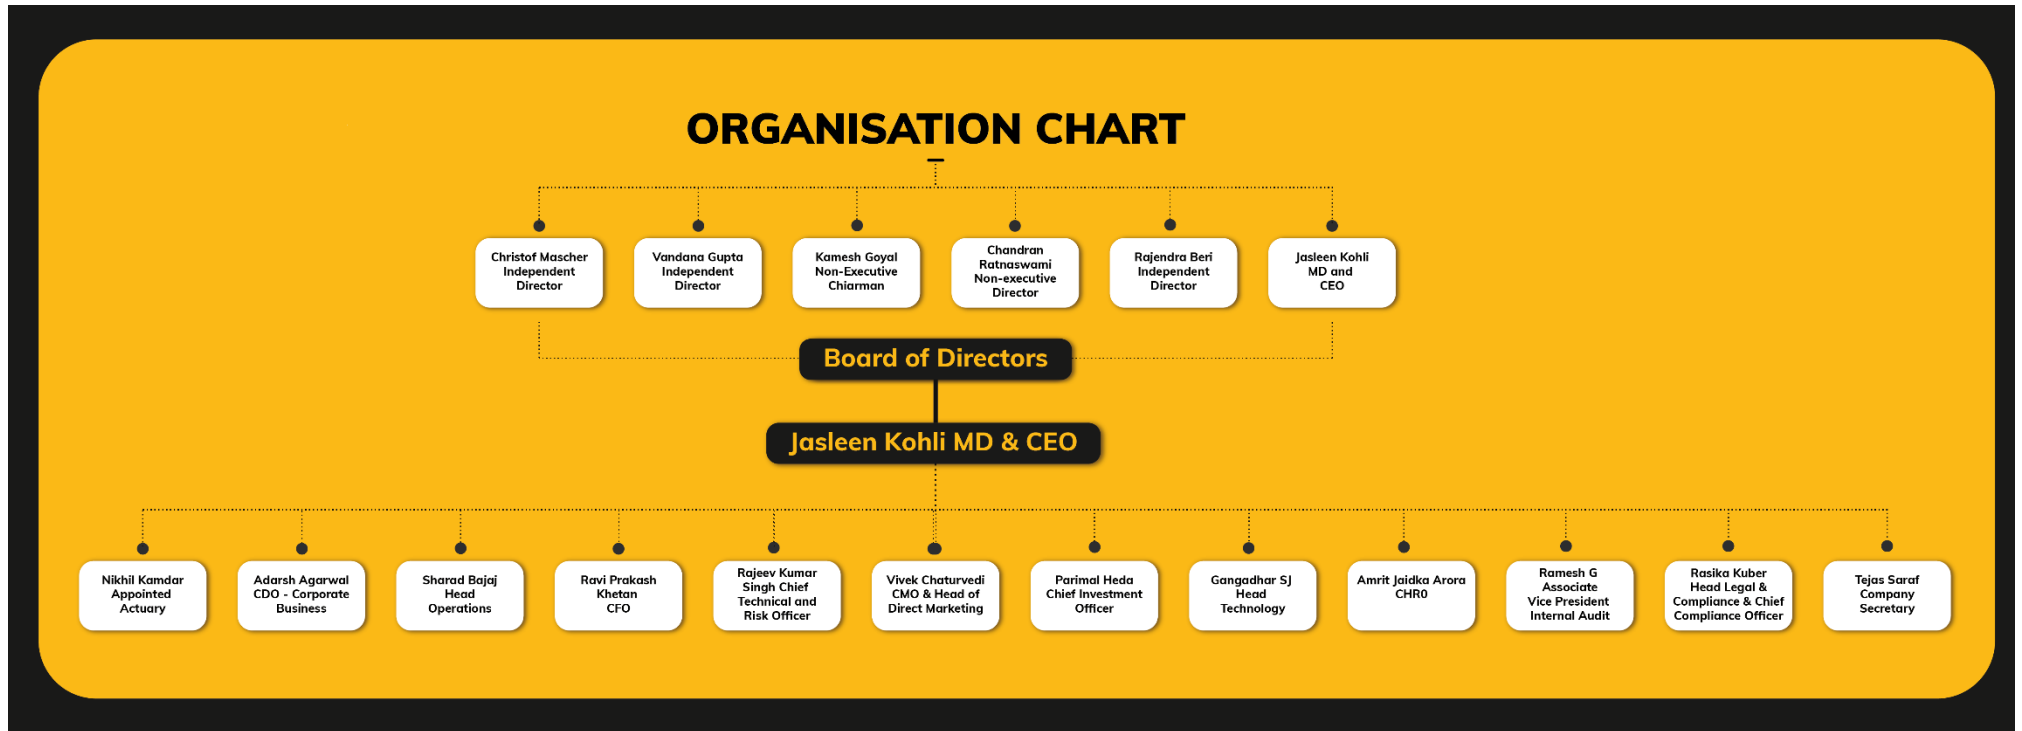 ORGANISATION CHART
Christof Mascher
Independent
Director
Vandana Gupta
Independent
Director
Kamesh Goyal
Non-Executive
Chiarman
Chandran
Ratnaswami
Non-executive
Director
Rajendra Beri
Independent
Director
Jasleen Kohli
MD and
CEO
Board of Directors
Jasleen Kohli MD & CEO
Nikhil Kamdar
Appointed
Actuary
Adarsh Agarwal
CDO - Corporate
Business
Sharad Bajaj
Head
Operations
Ravi Prakash
Khetan
CFO
Rajeev Kumar
Singh Chief
Technical and
Risk Officer
Vivek Chaturvedi
CMO & Head of
Direct Marketing
Parimal Heda
Chief Investment
Officer
Gangadhar SJ
Head
Technology
Amrit Jaidka Arora
CHR0
Ramesh G
Associate
Vice President
Internal Audit
Rasika Kuber
Head Legal &
Compliance & Chief
Compliance Officer
Tejas Saraf
Company
Secretary